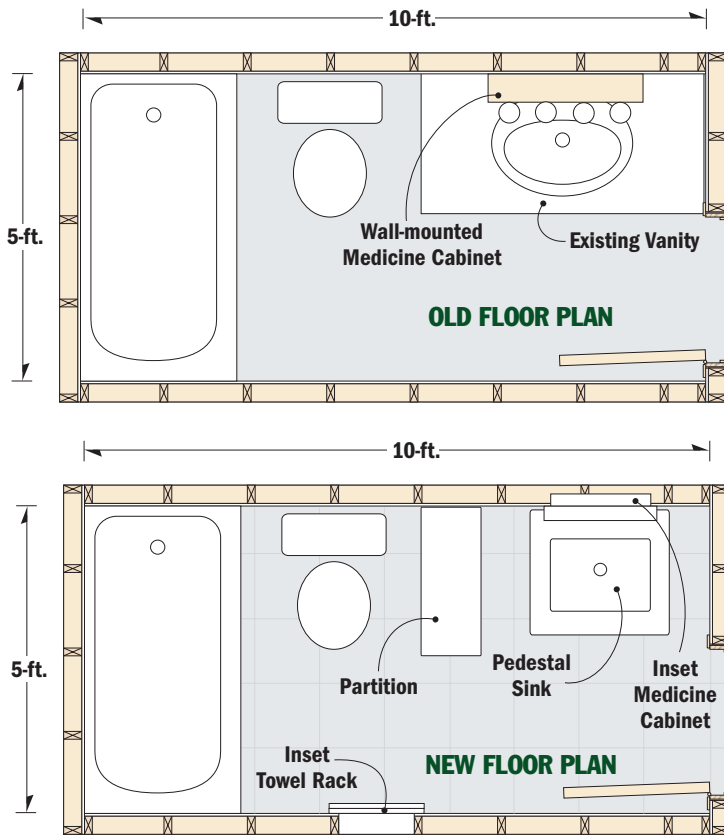 10-ft.
5-ft.
Wall-mounted
Medicine Cabinet
Existing Vanity
OLD FLOOR PLAN
10-ft.
5-ft.
Partition
Pedestal
Sink
Inset
Medicine
Cabinet
Inset
Towel Rack
NEW FLOOR PLAN